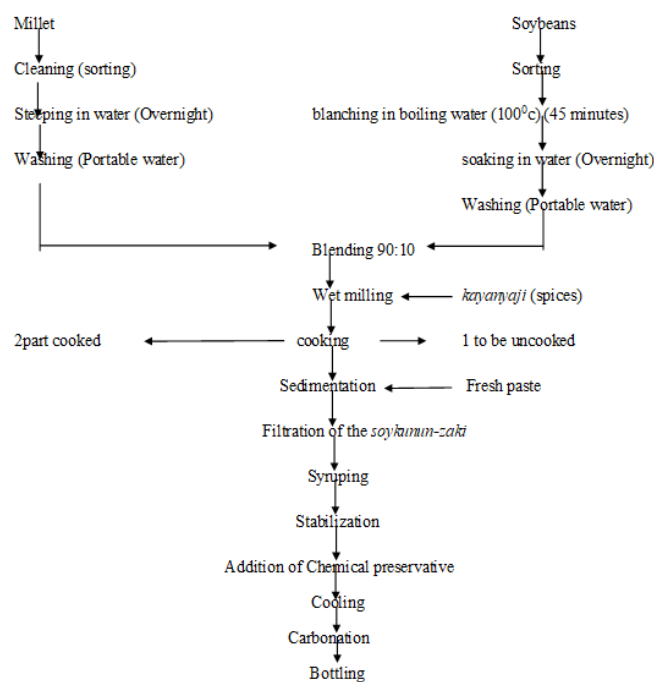 Millet
Soybeans
Cleaning (sorting)
Sorting
Steeping in water (Overnight)
blanching in boiling water (100⁰c) (45 minutes)
Washing (Portable water)
soaking in water (Overnight)
Washing (Portable water)
Blending 90:10
Wet milling
kayanyaji (spices)
2part cooked
cooking
1 to be uncooked
Sedimentation
Fresh paste
Filtration of the soykunun-zaki
Syruping
Stabilization
Addition of Chemical preservative
Cooling
Carbonation
Bottling